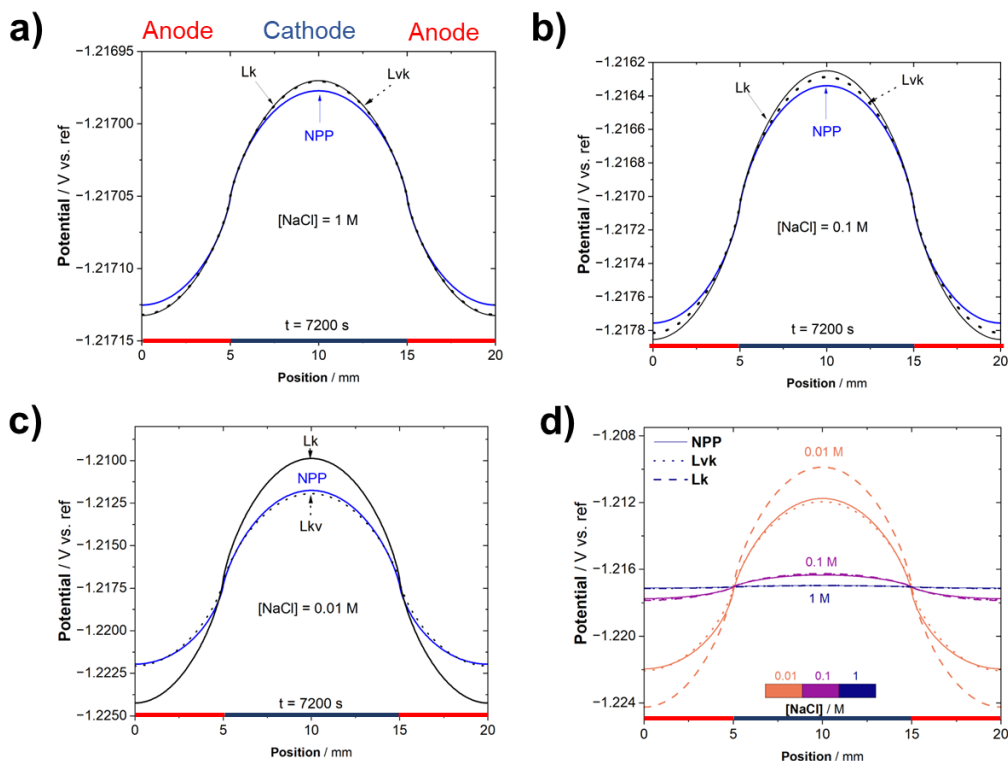 a)
Anode Cathode Anode
−1.21695
−1.21700
−1.21705
−1.21710
−1.21715
Potential / V vs. ref
Lk
Lvk
NPP
[NaCl] = 1 M
t = 7200 s
0 5 10 15 20
Position / mm
b)
−1.2162
−1.2164
−1.2166
−1.2168
−1.2170
−1.2172
−1.2174
−1.2176
−1.2178
Potential / V vs. ref
Lk
Lvk
NPP
[NaCl] = 0.1 M
t = 7200 s
0 5 10 15 20
Position / mm
c)
−1.2100
−1.2125
−1.2150
−1.2175
−1.2200
−1.2225
−1.2250
Potential / V vs. ref
Lk
NPP
Lkv
[NaCl] = 0.01 M
t = 7200 s
0 5 10 15 20
Position / mm
d)
−1.208
−1.212
−1.216
−1.220
−1.224
Potential / V vs. ref
NPP
Lvk
Lk
0.01 M
0.1 M
1 M
0.01 0.1 1
[NaCl] / M
0 5 10 15 20
Position / mm